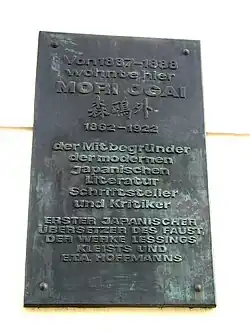 Von 1887-1888
wohnte hier
MORI OGAI
森鷗外
1862-1922
der Mitbegründer
der modernen
Japanischen
Literatur
Schriftsteller
und Kritiker
ERSTER JAPANISCHER
ÜBERSETZER DES FAUST,
DER WERKE LESSINGS,
KLEISTS UND
E.T.A. HOFFMANNS